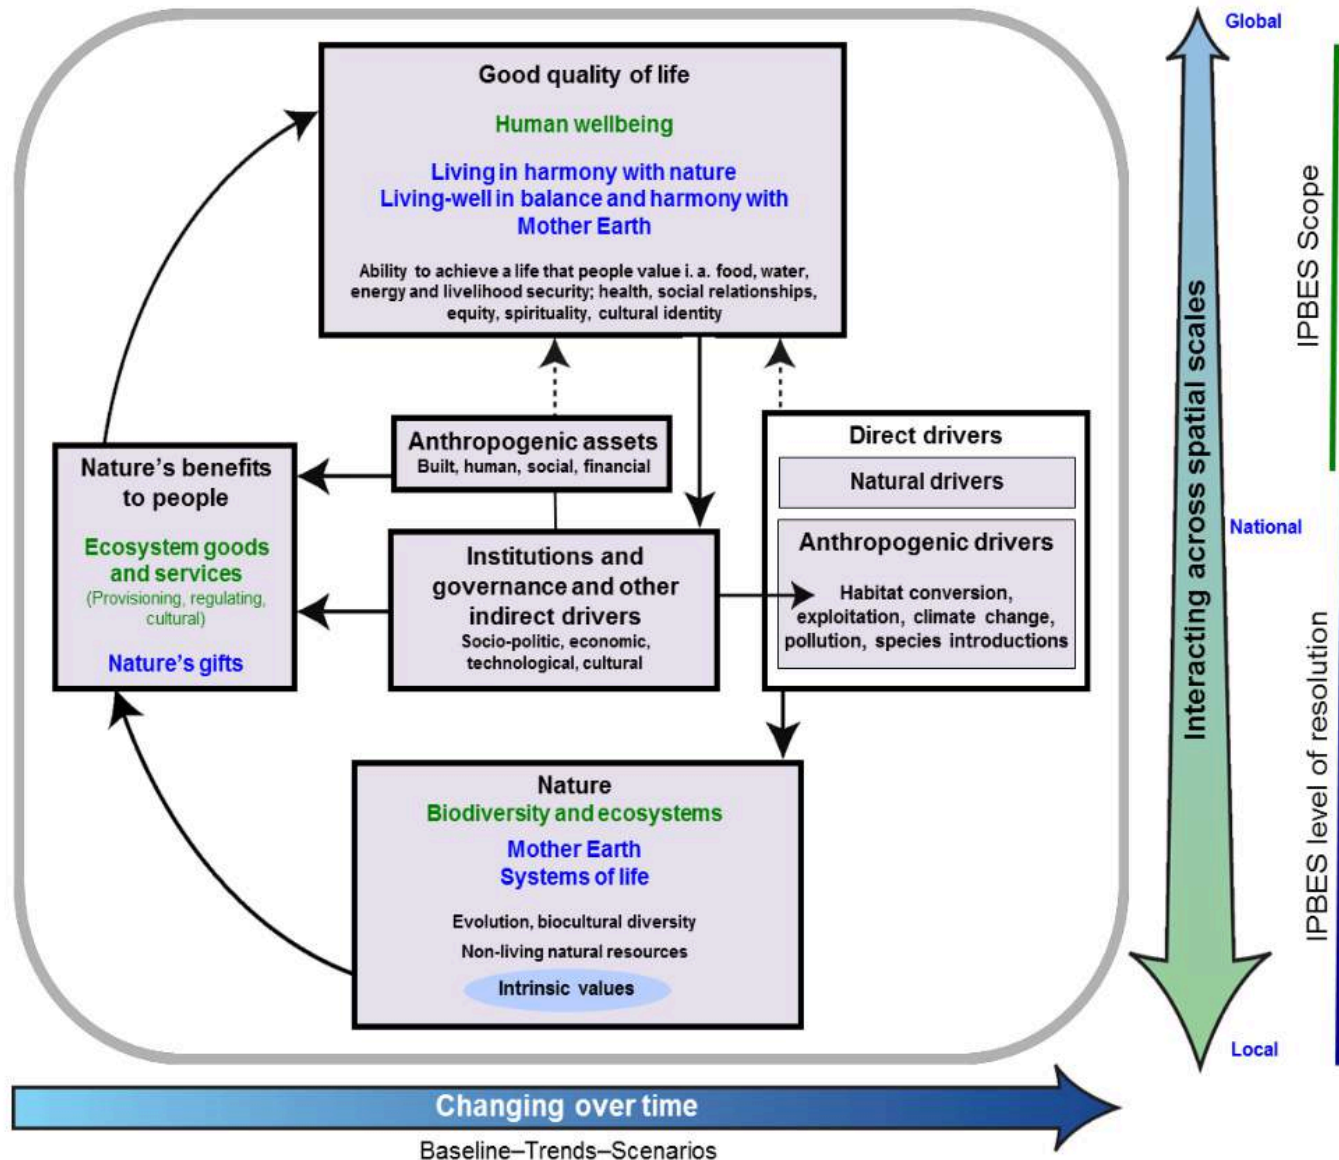 Global
Good quality of life
Human wellbeing
Living in harmony with nature
Living-well in balance and harmony with
Mother Earth
Ability to achieve a life that people value i. a. food, water,
energy and livelihood security; health, social relationships,
equity, spirituality, cultural identity
IPBES Scope
Interacting across spatial scales
Anthropogenic assets
Built, human, social, financial
Direct drivers
Natural drivers
Anthropogenic drivers
Habitat conversion,
exploitation, climate change,
pollution, species introductions
Nature's benefits
to people
Ecosystem goods
and services
(Provisioning, regulating,
cultural)
Nature's gifts
Institutions and
governance and other
indirect drivers
Socio-politic, economic,
technological, cultural
National
IPBES level of resolution
Nature
Biodiversity and ecosystems
Mother Earth
Systems of life
Evolution, biocultural diversity
Non-living natural resources
Intrinsic values
Local
Changing over time
Baseline–Trends–Scenarios